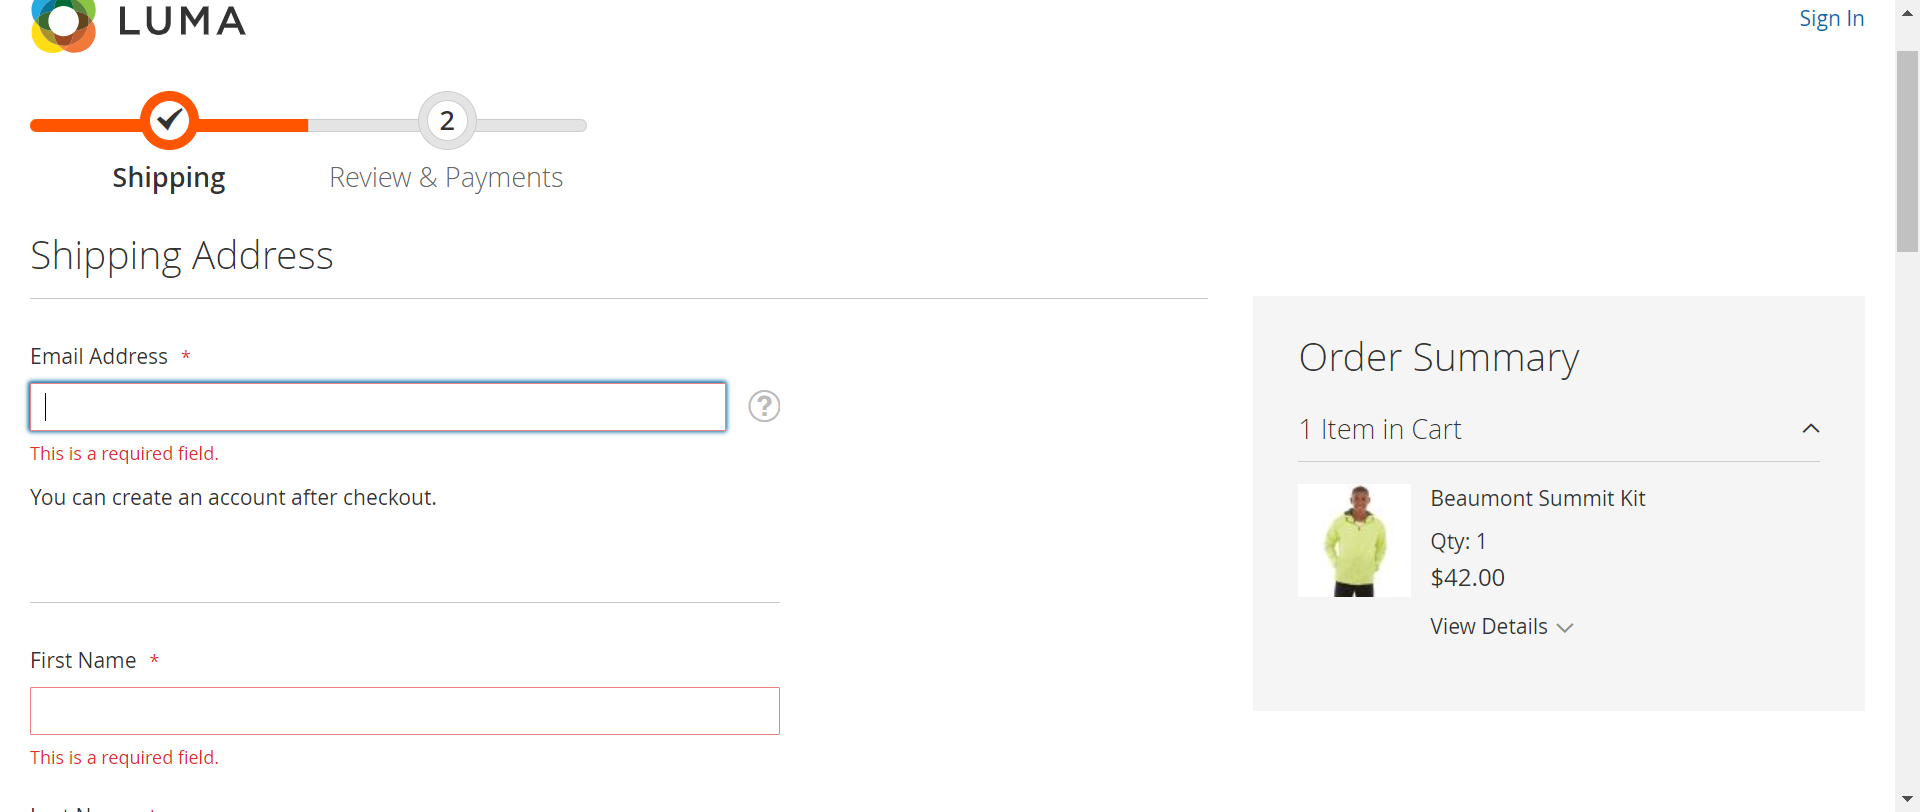 LUMA
Sign In
2
Shipping
Review & Payments
Shipping Address
Email Address *
?
This is a required field.
You can create an account after checkout.
First Name *
This is a required field.
Order Summary
1 Item in Cart
Beaumont Summit Kit
Qty: 1
$42.00
View Details